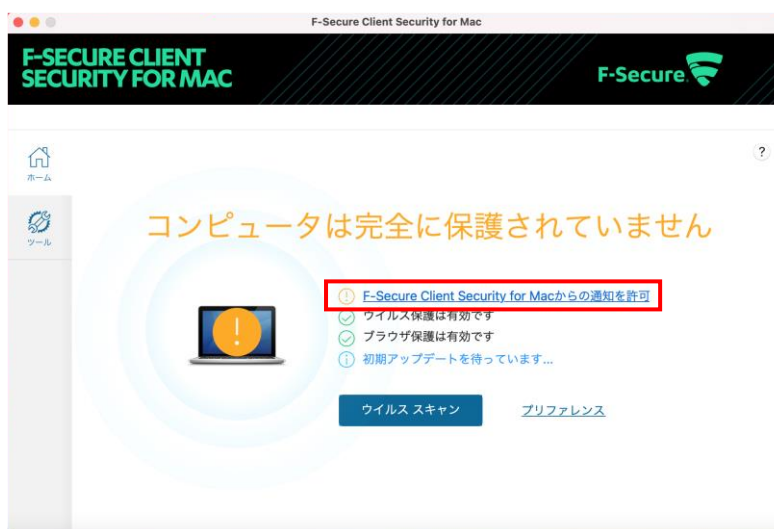 F-Secure Client Security for Mac
F-SECURE CLIENT
SECURITY FOR MAC
F-Secure.
?
ホーム
ツール
コンピュータは完全に保護されていません
F-Secure Client Security for Macからの通知を許可
ウイルス保護は有効です
ブラウザ保護は有効です
初期アップデートを待っています...
ウイルス スキャン
プリファレンス